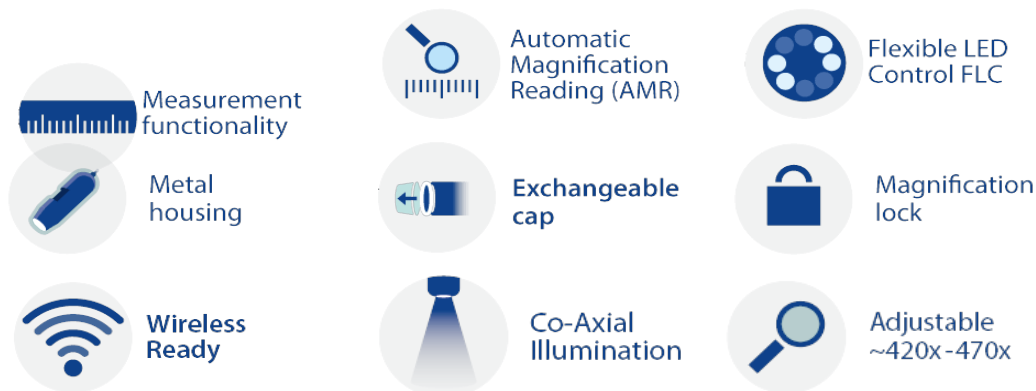 Automatic
Magnification
Reading (AMR)
Flexible LED
Control FLC
Measurement
functionality
Metal
housing
Exchangeable
cap
Magnification
lock
Wireless
Ready
Co-Axial
Illumination
Adjustable
~420x-470x